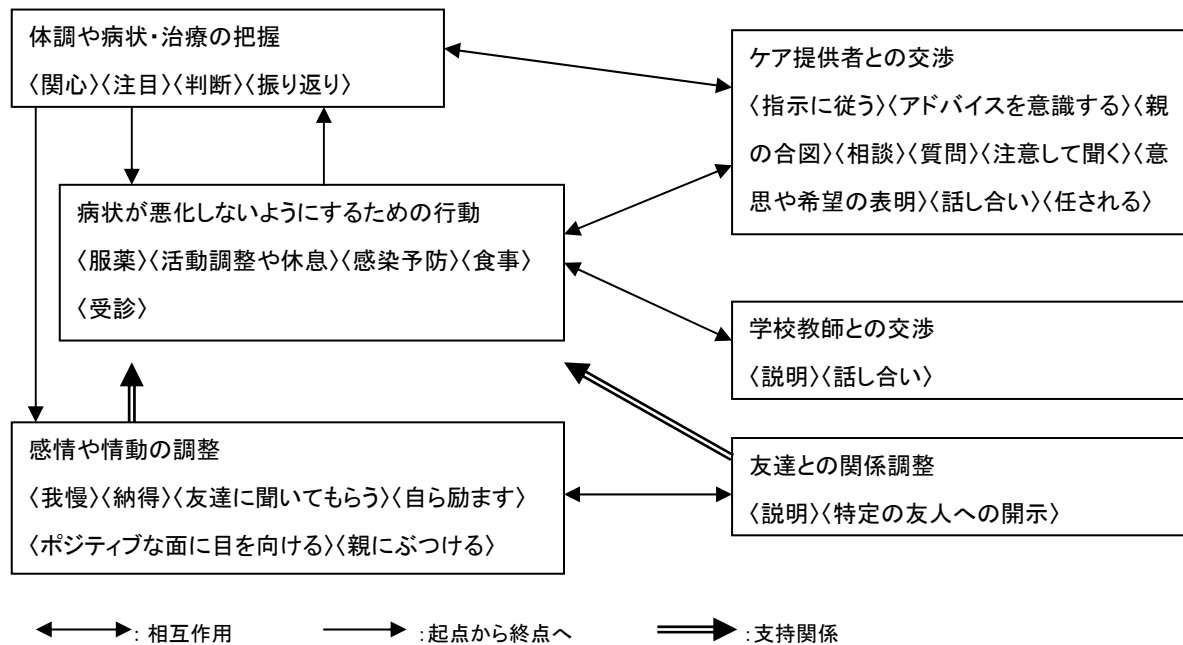 体調や病状・治療の把握
〈関心〉〈注目〉〈判断〉〈振り返り〉
ケア提供者との交渉
〈指示に従う〉〈アドバイスを意識する〉〈親
の合図〉〈相談〉〈質問〉〈注意して聞く〉〈意
思や希望の表明〉〈話し合い〉〈任される〉
病状が悪化しないようにするための行動
〈服薬〉〈活動調整や休息〉〈感染予防〉〈食事〉
〈受診〉
学校教師との交渉
〈説明〉〈話し合い〉
感情や情動の調整
〈我慢〉〈納得〉〈友達に聞いてもらう〉〈自ら励ます〉
〈ポジティブな面に目を向ける〉〈親にぶつける〉
友達との関係調整
〈説明〉〈特定の友人への開示〉
: 相互作用
:起点から終点へ
:支持関係